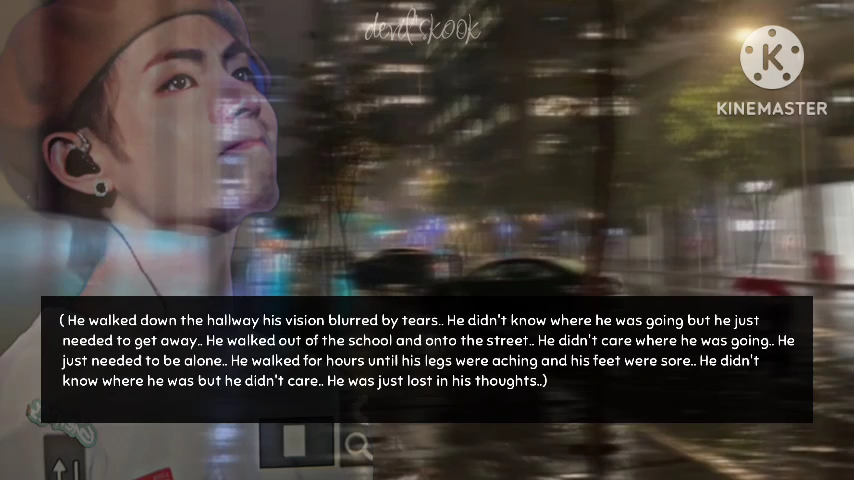 devil'skook
KINEMASTER
( He walked down the hallway his vision blurred by tears.. He didn't know where he was going but he just
needed to get away.. He walked out of the school and onto the street.. He didn't care where he was going.. He
just needed to be alone.. He walked for hours until his legs were aching and his feet were sore.. He didn't
know where he was but he didn't care.. He was just lost in his thoughts..)